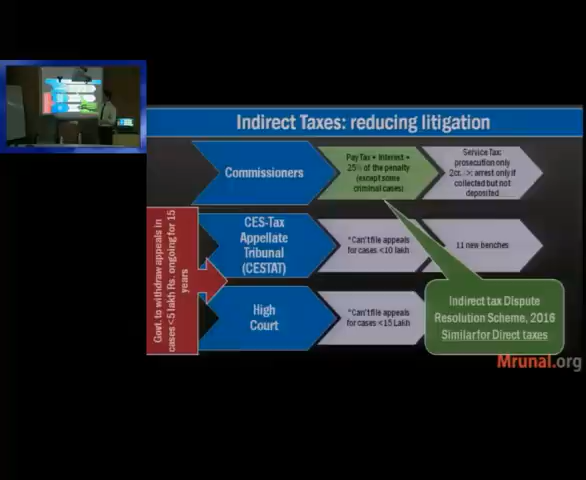 Indirect Taxes: reducing litigation
Commissioners
Pay Tax + Interest +
25% of the penalty
(except some
criminal cases)
Service Tax:
prosecution only
2cr. >< arrest only if
collected but not
deposited
Govt. to withdraw appeals in
cases <5 lakh Rs. ongoing for 15
years
CES-Tax
Appellate
Tribunal
(CESTAT)
*Can't file appeals
for cases <10 lakh
11 new benches
High
Court
*Can't file appeals
for cases <15 Lakh
Indirect tax Dispute
Resolution Scheme, 2016
Similar for Direct taxes
Mrunal.org